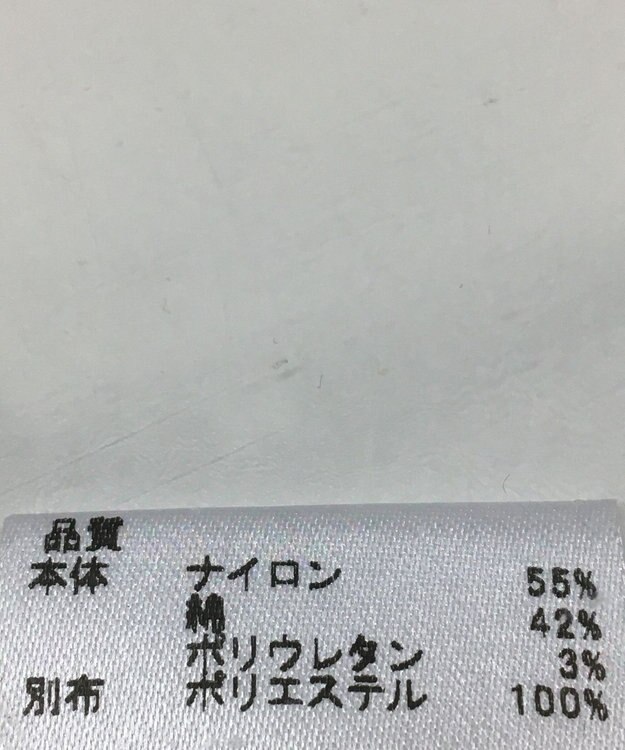 品質
本体 ナイロン 55%
綿 42%
ポリウレタン 3%
別布 ポリエステル 100%